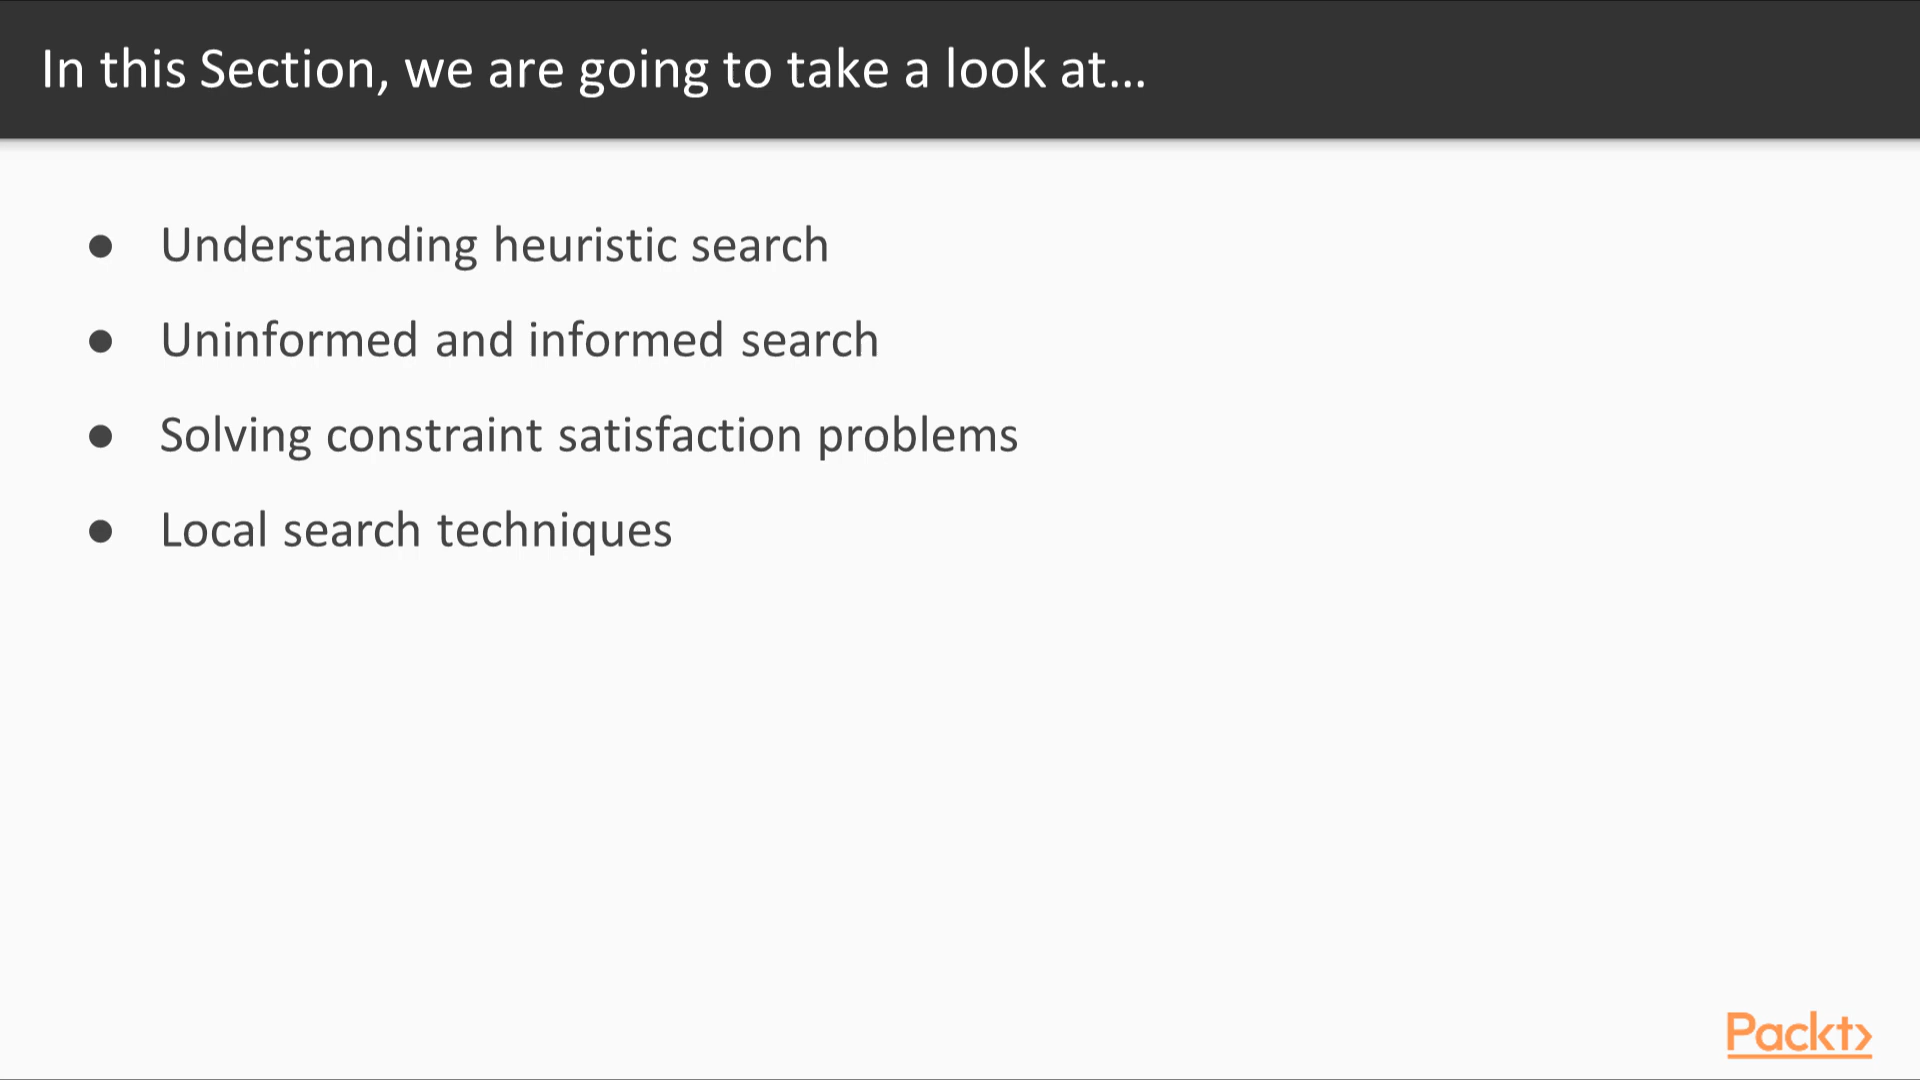 In this Section, we are going to take a look at...
● Understanding heuristic search
● Uninformed and informed search
● Solving constraint satisfaction problems
● Local search techniques
Packt>